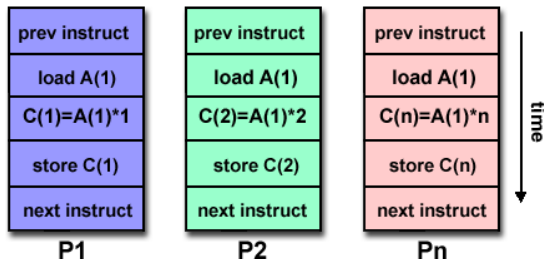 prev instruct
load A(1)
C(1)=A(1)*1
store C(1)
next instruct
P1
prev instruct
load A(1)
C(2)=A(1)*2
store C(2)
next instruct
P2
prev instruct
load A(1)
C(n)=A(1)*n
store C(n)
next instruct
Pn
time